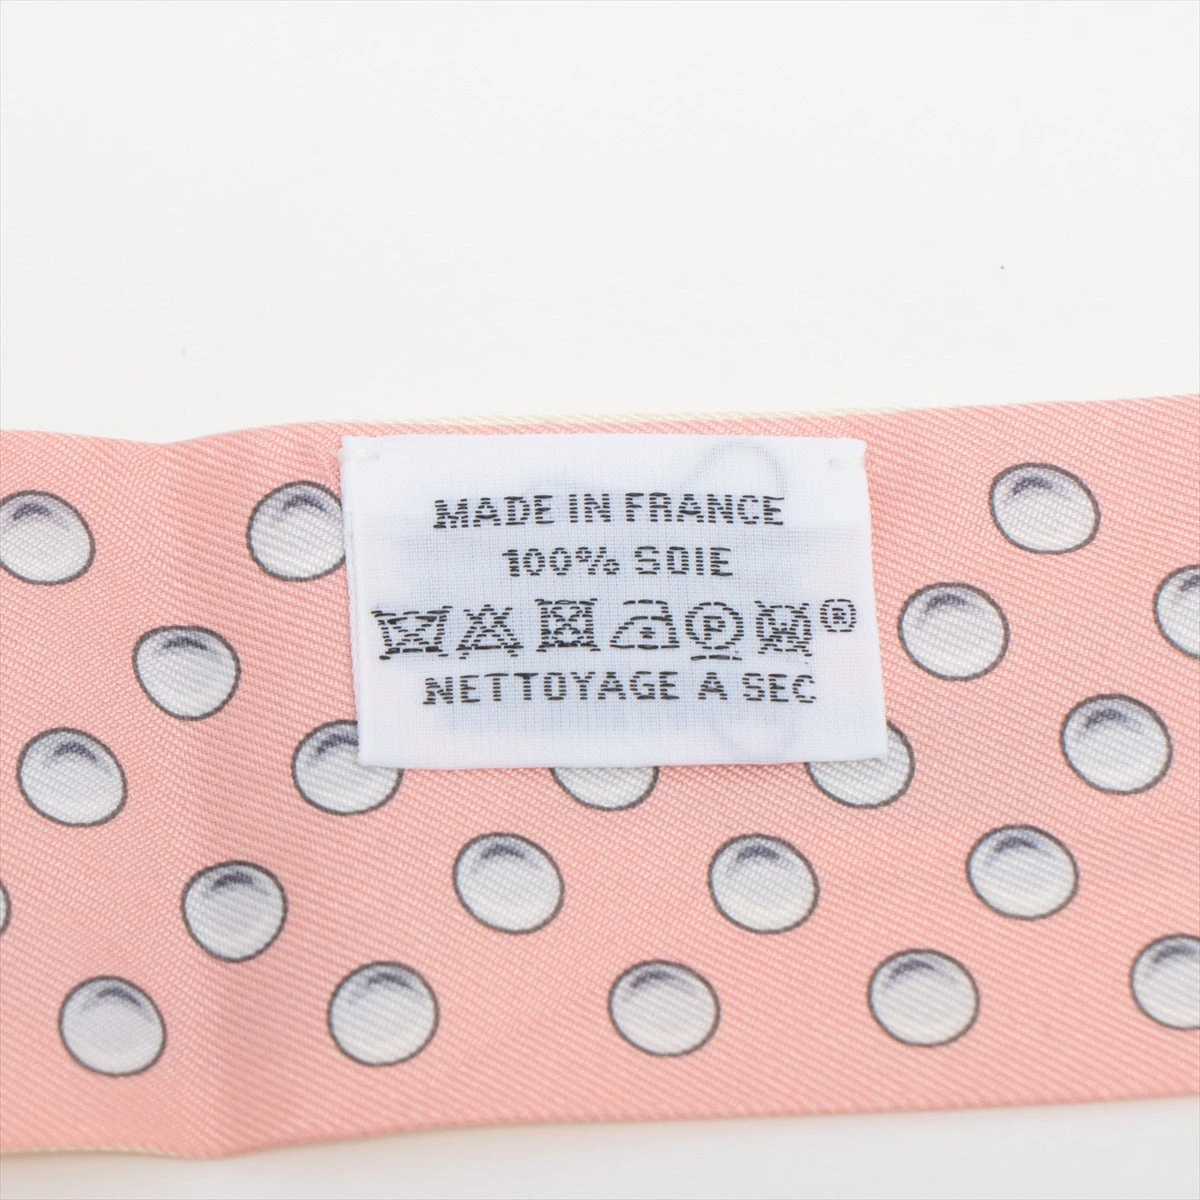 MADE IN FRANCE
100% SOIE
P W ®
NETTOYAGE A SEC